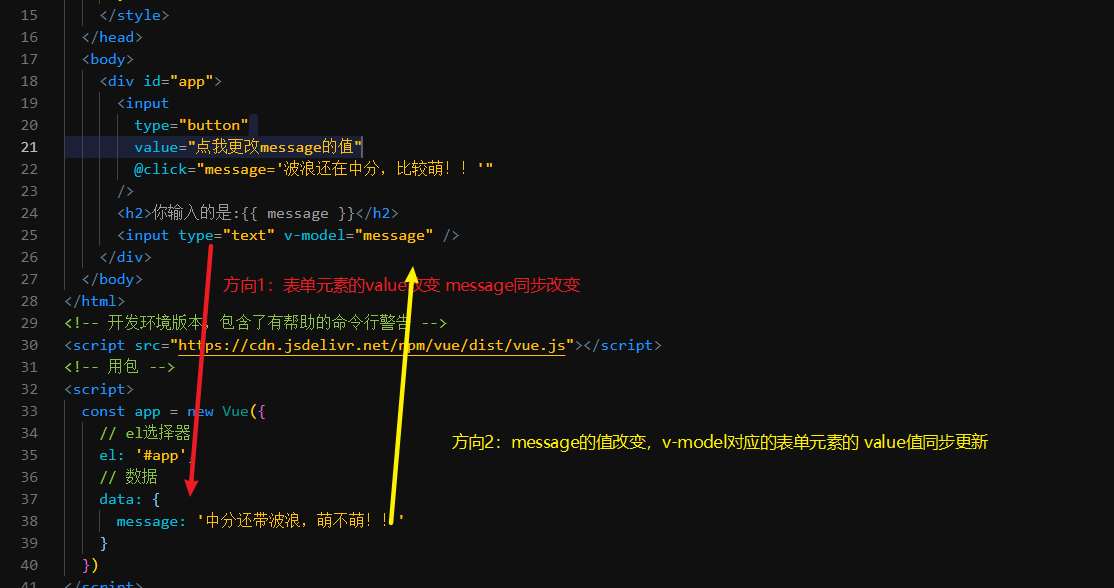 15 </style>
16 </head>
17 <body>
18 <div id="app">
19 <input
20 type="button"
21 value="点我更改message的值"
22 @click="message='波浪还在中分，比较萌！！'"
23 />
24 <h2>你输入的是:{{ message }}</h2>
25 <input type="text" v-model="message" />
26 </div>
27 </body>
方向1：表单元素的value改变 message同步改变
28 </html>
29 <!-- 开发环境版本，包含了有帮助的命令行警告 -->
30 <script src="https://cdn.jsdelivr.net/npm/vue/dist/vue.js"></script>
31 <!-- 用包 -->
32 <script>
33 const app = new Vue({
34 // el选择器
方向2：message的值改变，v-model对应的表单元素的 value值同步更新
35 el: '#app',
36 // 数据
37 data: {
38 message: '中分还带波浪，萌不萌！！'
39 }
40 })
41 </script>